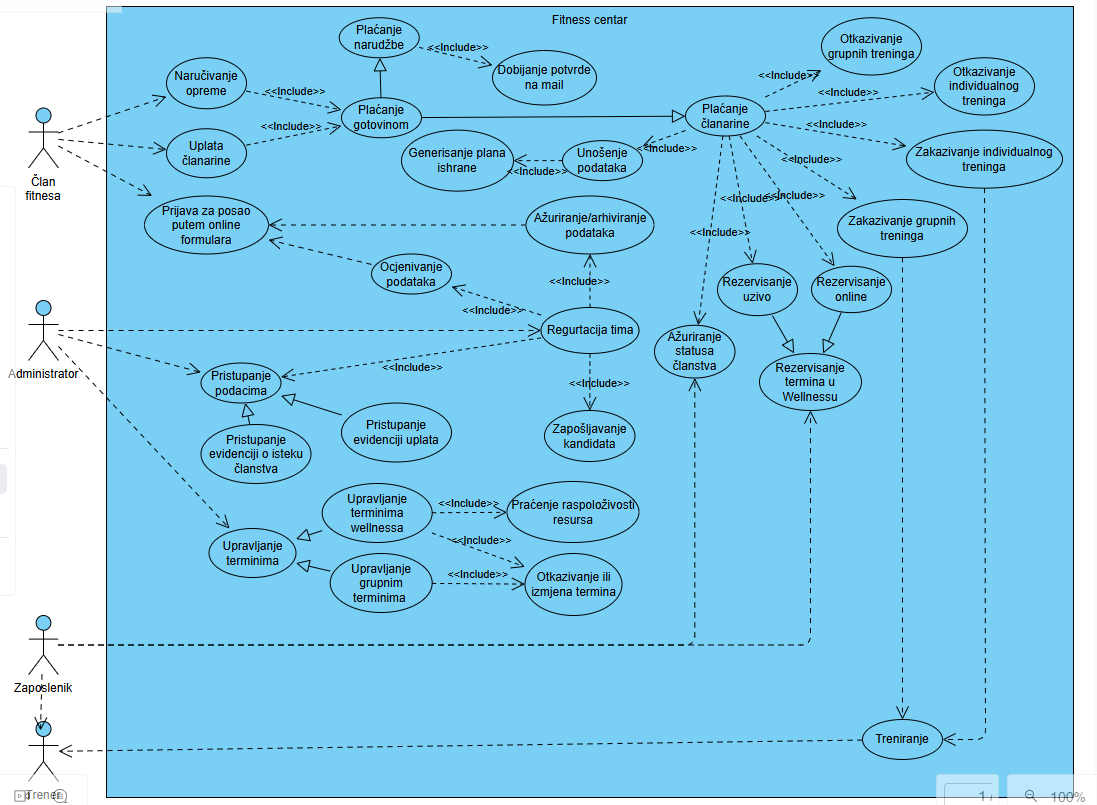 Fitness centar
Plaćanje
narudžbe
<<Include>>
Dobijanje potvrde
na mail
Otkazivanje
grupnih treninga
<<Include>>
Otkazivanje
individualnog
treninga
<<Include>>
Naručivanje
opreme
<<Include>>
Plaćanje
gotovinom
Plaćanje
članarine
<<Include>>
<<Include>>
Uplata
članarine
Generisanje plana
ishrane
<<Include>>
Unošenje
podataka
<<Include>>
<<Include>>
Zakazivanje individualnog
treninga
Član
fitnesa
Prijava za posao
putem online
formulara
Ažuriranje/arhiviranje
podataka
<<Include>>
<<Include>>
<<Include>>
Zakazivanje grupnih
treninga
Ocjenivanje
podataka
<<Include>>
<<Include>>
Rezervisanje
uzivo
Rezervisanje
online
Regurtacija tima
Ažuriranje
statusa
članstva
Administrator
Pristupanje
podacima
<<Include>>
<<Include>>
Rezervisanje
termina u
Wellnessu
Pristupanje
evidenciji o isteku
članstva
Pristupanje
evidenciji uplata
Zapošljavanje
kandidata
Upravljanje
terminima
wellnessa
<<Include>>
Praćenje raspoloživosti
resursa
<<Include>>
Upravljanje
terminima
Upravljanje
grupnim
terminima
<<Include>>
Otkazivanje ili
izmjena termina
Zaposlenik
Treniranje
Trener
1 /
100%